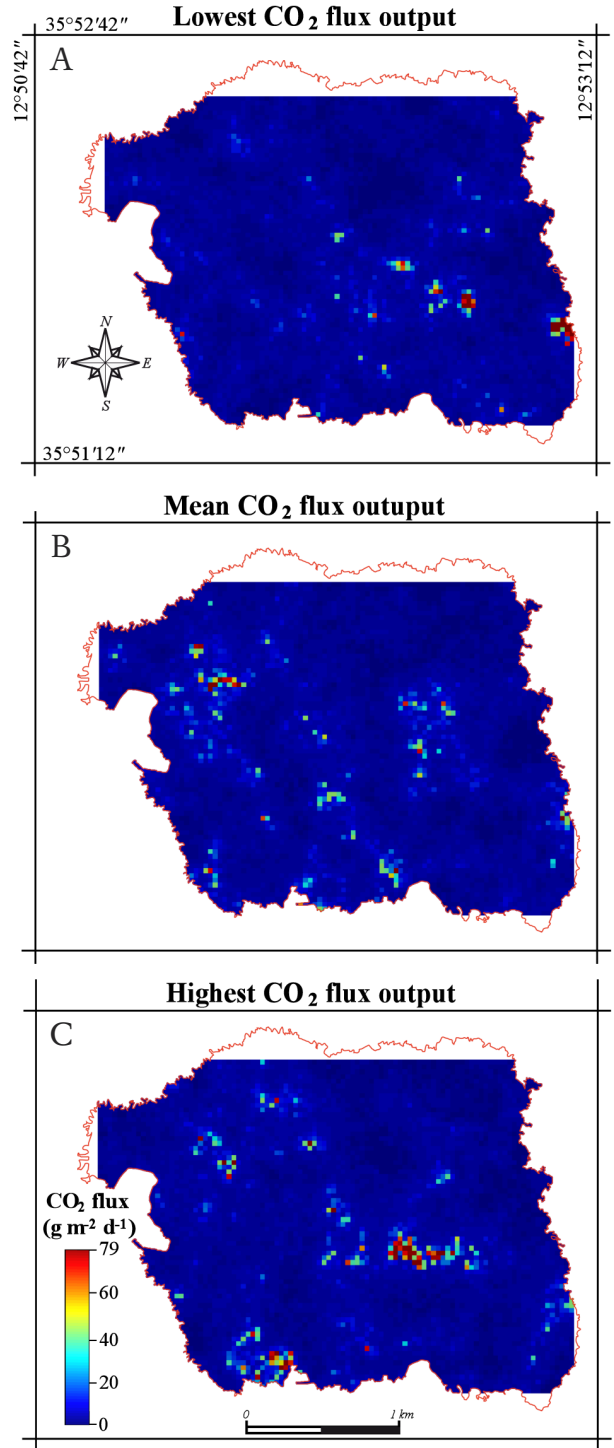 Lowest CO₂ flux output
35°52′42″
A
12°50′42″
12°53′12″
N
W E
S
35°51′12″
Mean CO₂ flux outuput
B
Highest CO₂ flux output
C
CO₂ flux
(g m⁻² d⁻¹)
79
60
40
20
0
0 1 km